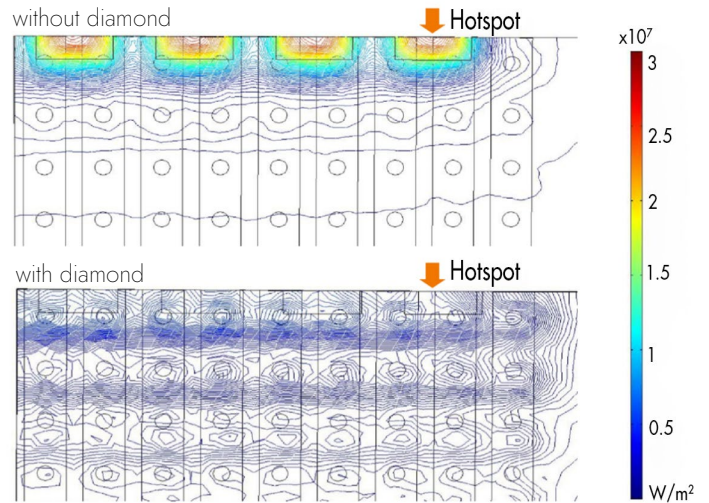 without diamond
Hotspot
x10⁷
3
2.5
2
1.5
1
0.5
W/m²
with diamond
Hotspot